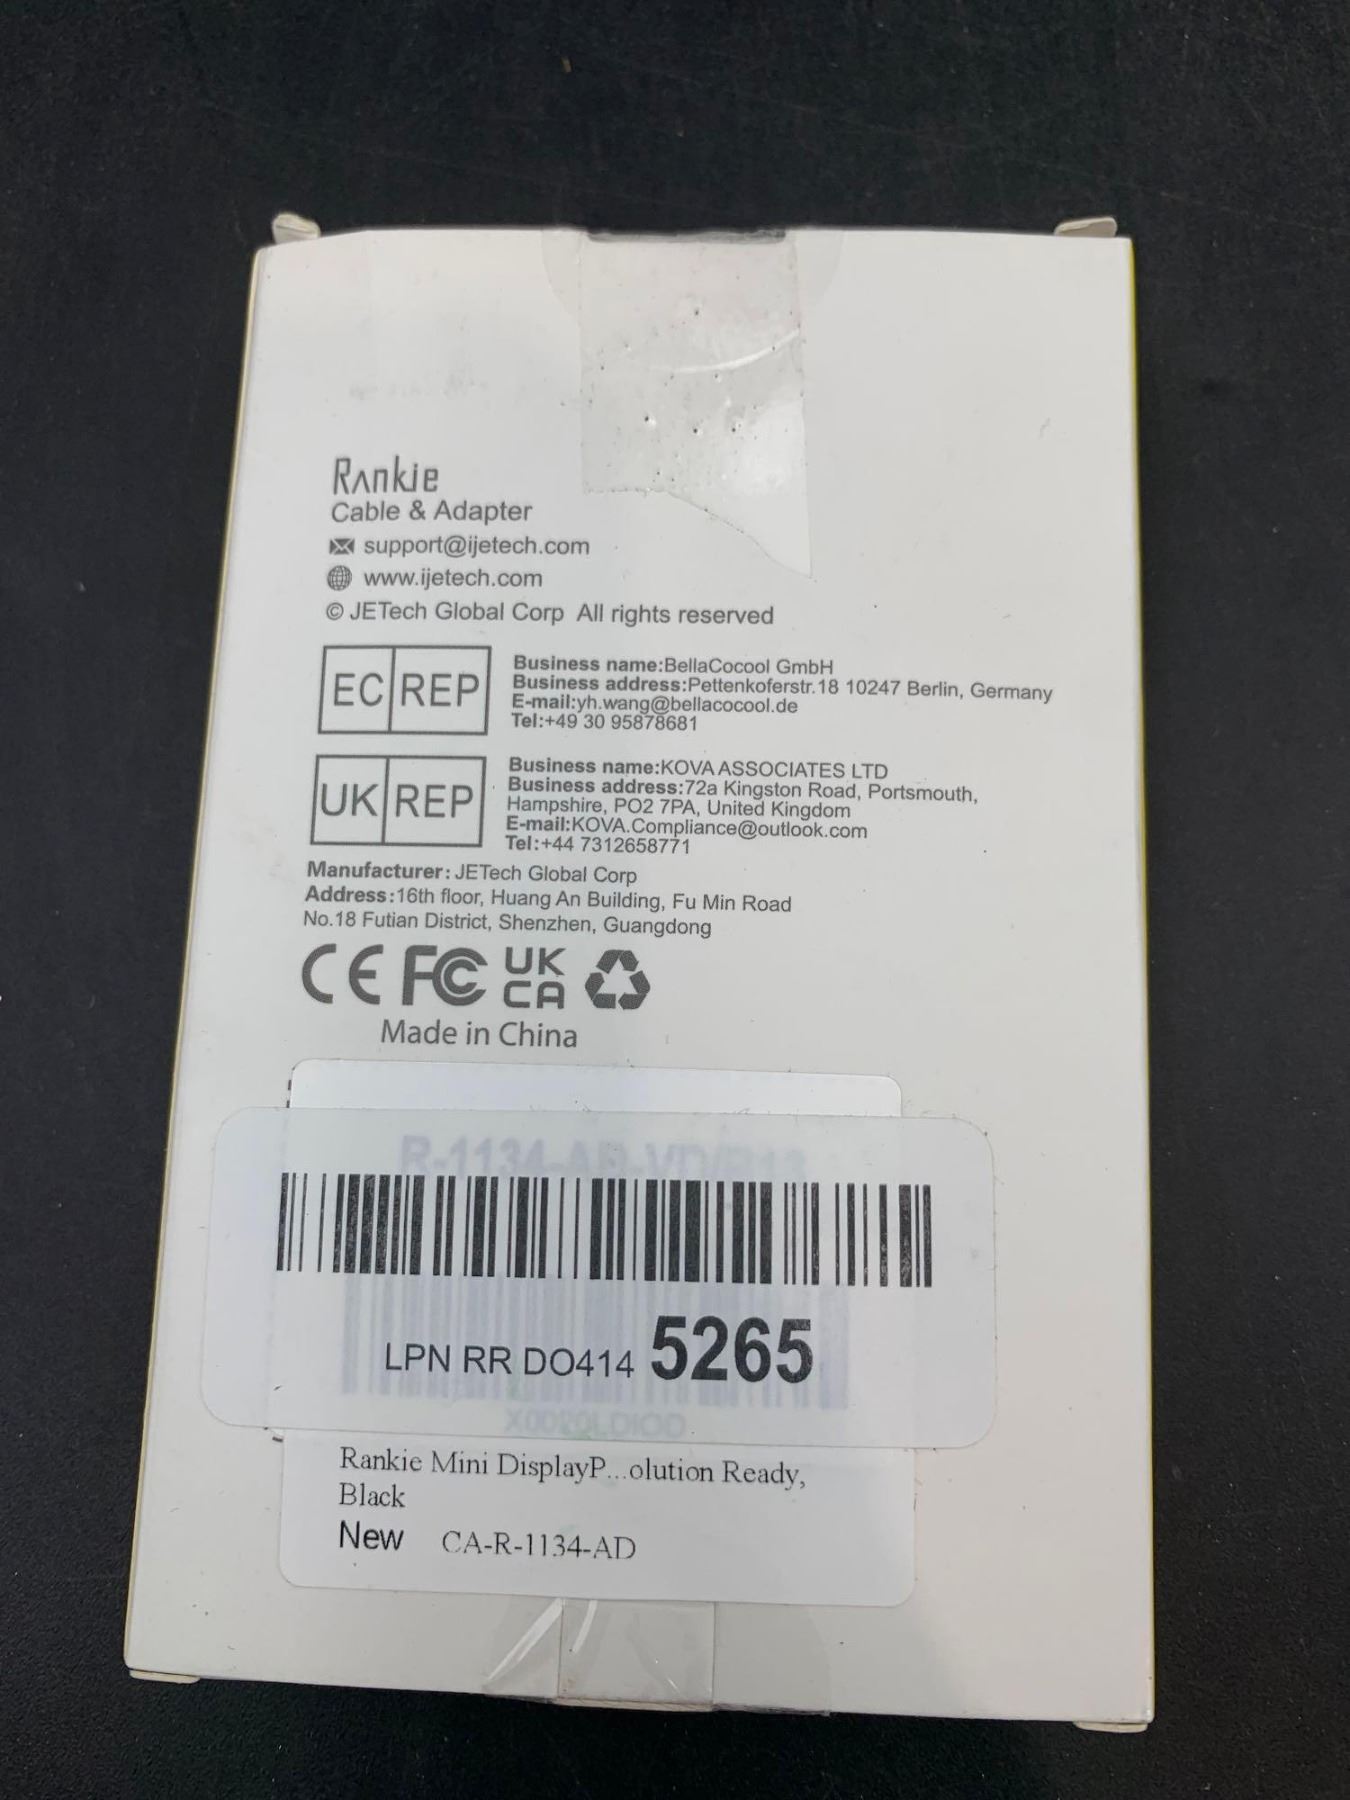 Rankie
Cable & Adapter
support@ijetech.com
www.ijetech.com
© JETech Global Corp All rights reserved
EC REP
Business name:BellaCocool GmbH
Business address:Pettenkoferstr.18 10247 Berlin, Germany
E-mail:yh.wang@bellacocool.de
Tel:+49 30 95878681
UK REP
Business name:KOVA ASSOCIATES LTD
Business address:72a Kingston Road, Portsmouth,
Hampshire, PO2 7PA, United Kingdom
E-mail:KOVA.Compliance@outlook.com
Tel:+44 7312658771
Manufacturer: JETech Global Corp
Address:16th floor, Huang An Building, Fu Min Road
No.18 Futian District, Shenzhen, Guangdong
CE FC UK
CA
Made in China
LPN RR DO414 5265
Rankie Mini DisplayP...olution Ready,
Black
New CA-R-1134-AD